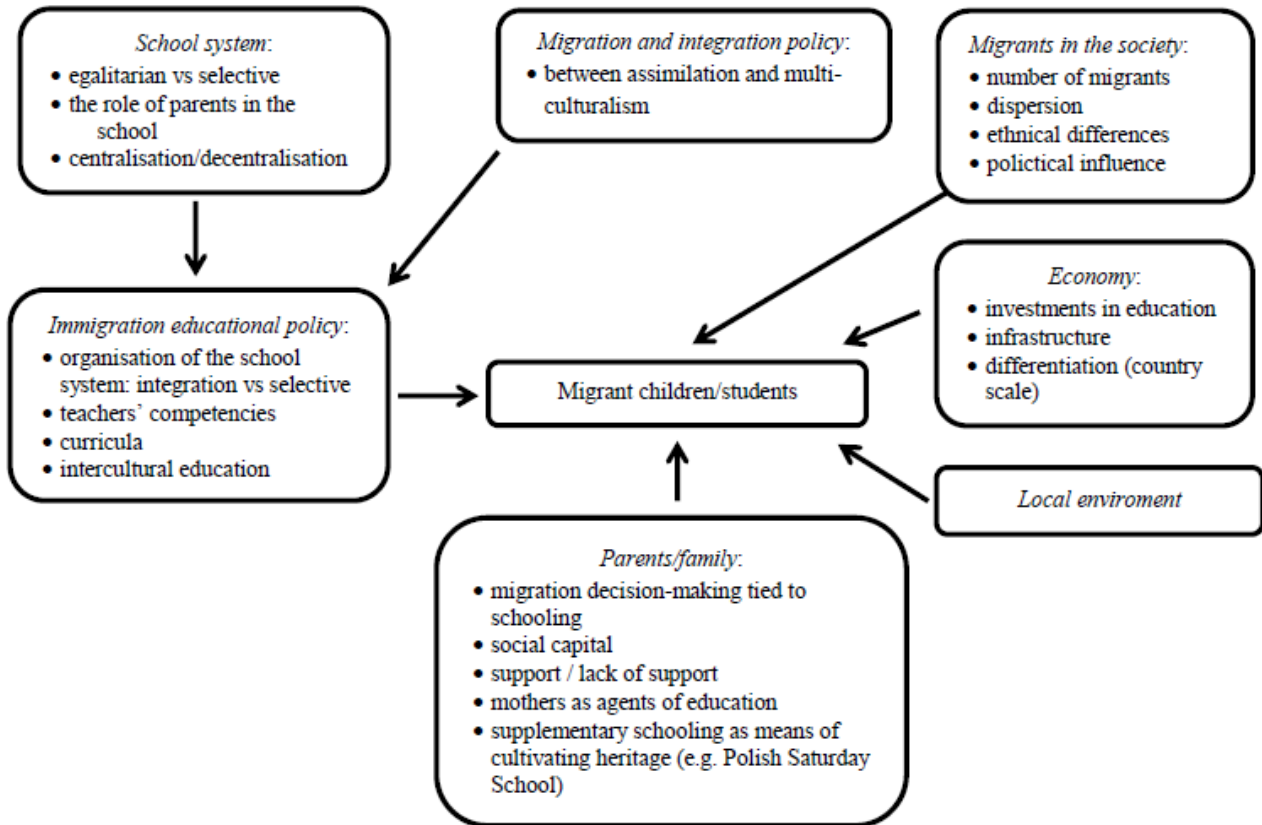 School system:
• egalitarian vs selective
• the role of parents in the
school
• centralisation/decentralisation
Migration and integration policy:
• between assimilation and multi-
culturalism
Migrants in the society:
• number of migrants
• dispersion
• ethnical differences
• polictical influence
Immigration educational policy:
• organisation of the school
system: integration vs selective
• teachers’ competencies
• curricula
• intercultural education
Migrant children/students
Economy:
• investments in education
• infrastructure
• differentiation (country
scale)
Local enviroment
Parents/family:
• migration decision-making tied to
schooling
• social capital
• support / lack of support
• mothers as agents of education
• supplementary schooling as means of
cultivating heritage (e.g. Polish Saturday
School)